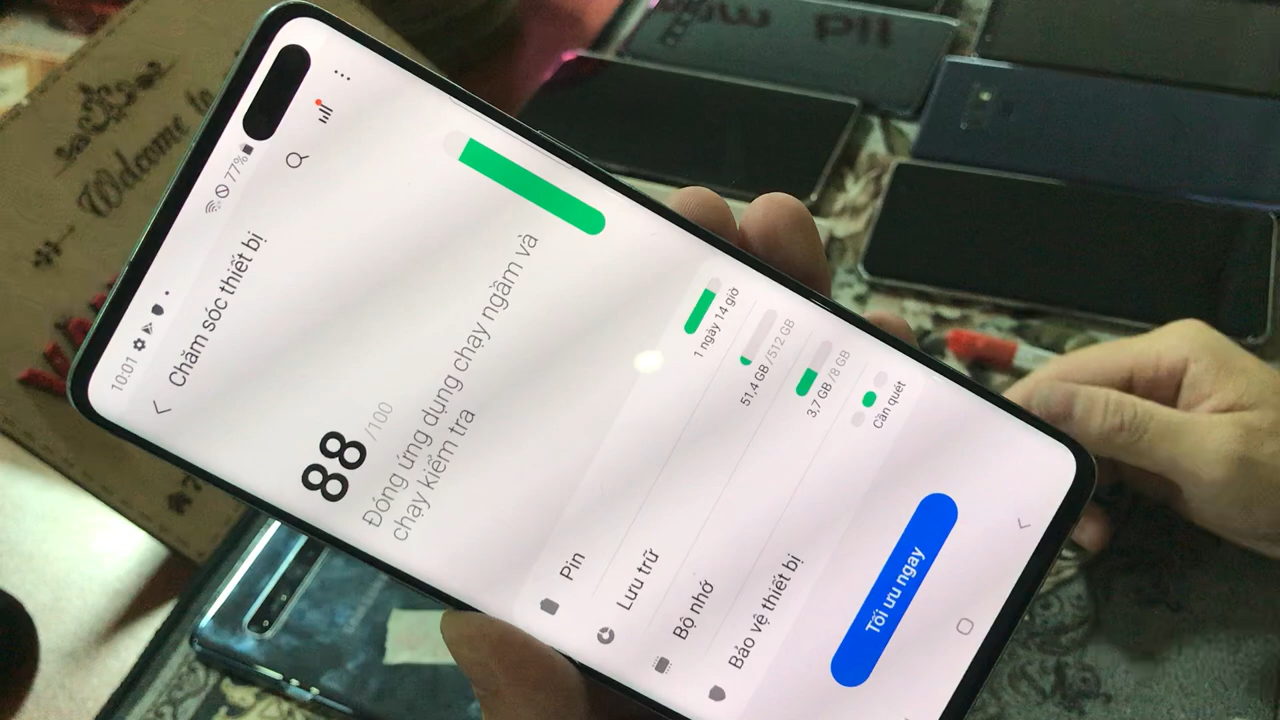 Welcome to
10:01
77%
Chăm sóc thiết bị
88 /100
Đóng ứng dụng chạy ngầm và
chạy kiểm tra
Pin
1 ngày 14 giờ
Lưu trữ
51,4 GB /512 GB
Bộ nhớ
3,7 GB /8 GB
Bảo vệ thiết bị
Cần quét
Tối ưu ngay